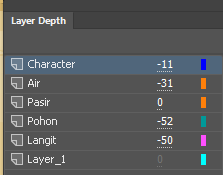 Layer Depth
Character -11
Air -31
Pasir 0
Pohon -52
Langit -50
Layer_1 0